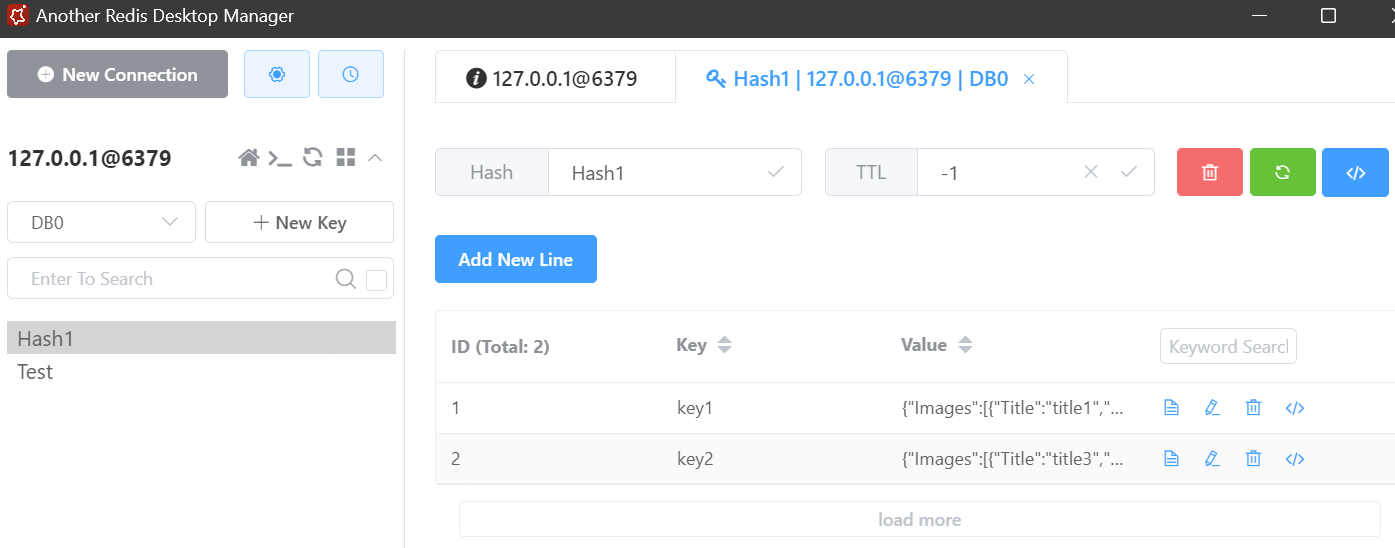 Another Redis Desktop Manager
New Connection
127.0.0.1@6379
DB0
New Key
Enter To Search
Hash1
Test
127.0.0.1@6379
Hash1 | 127.0.0.1@6379 | DB0
Hash Hash1 TTL -1
Add New Line
ID (Total: 2) Key Value Keyword Search
1 key1 {"Images":[{"Title":"title1","...
2 key2 {"Images":[{"Title":"title3","...
load more